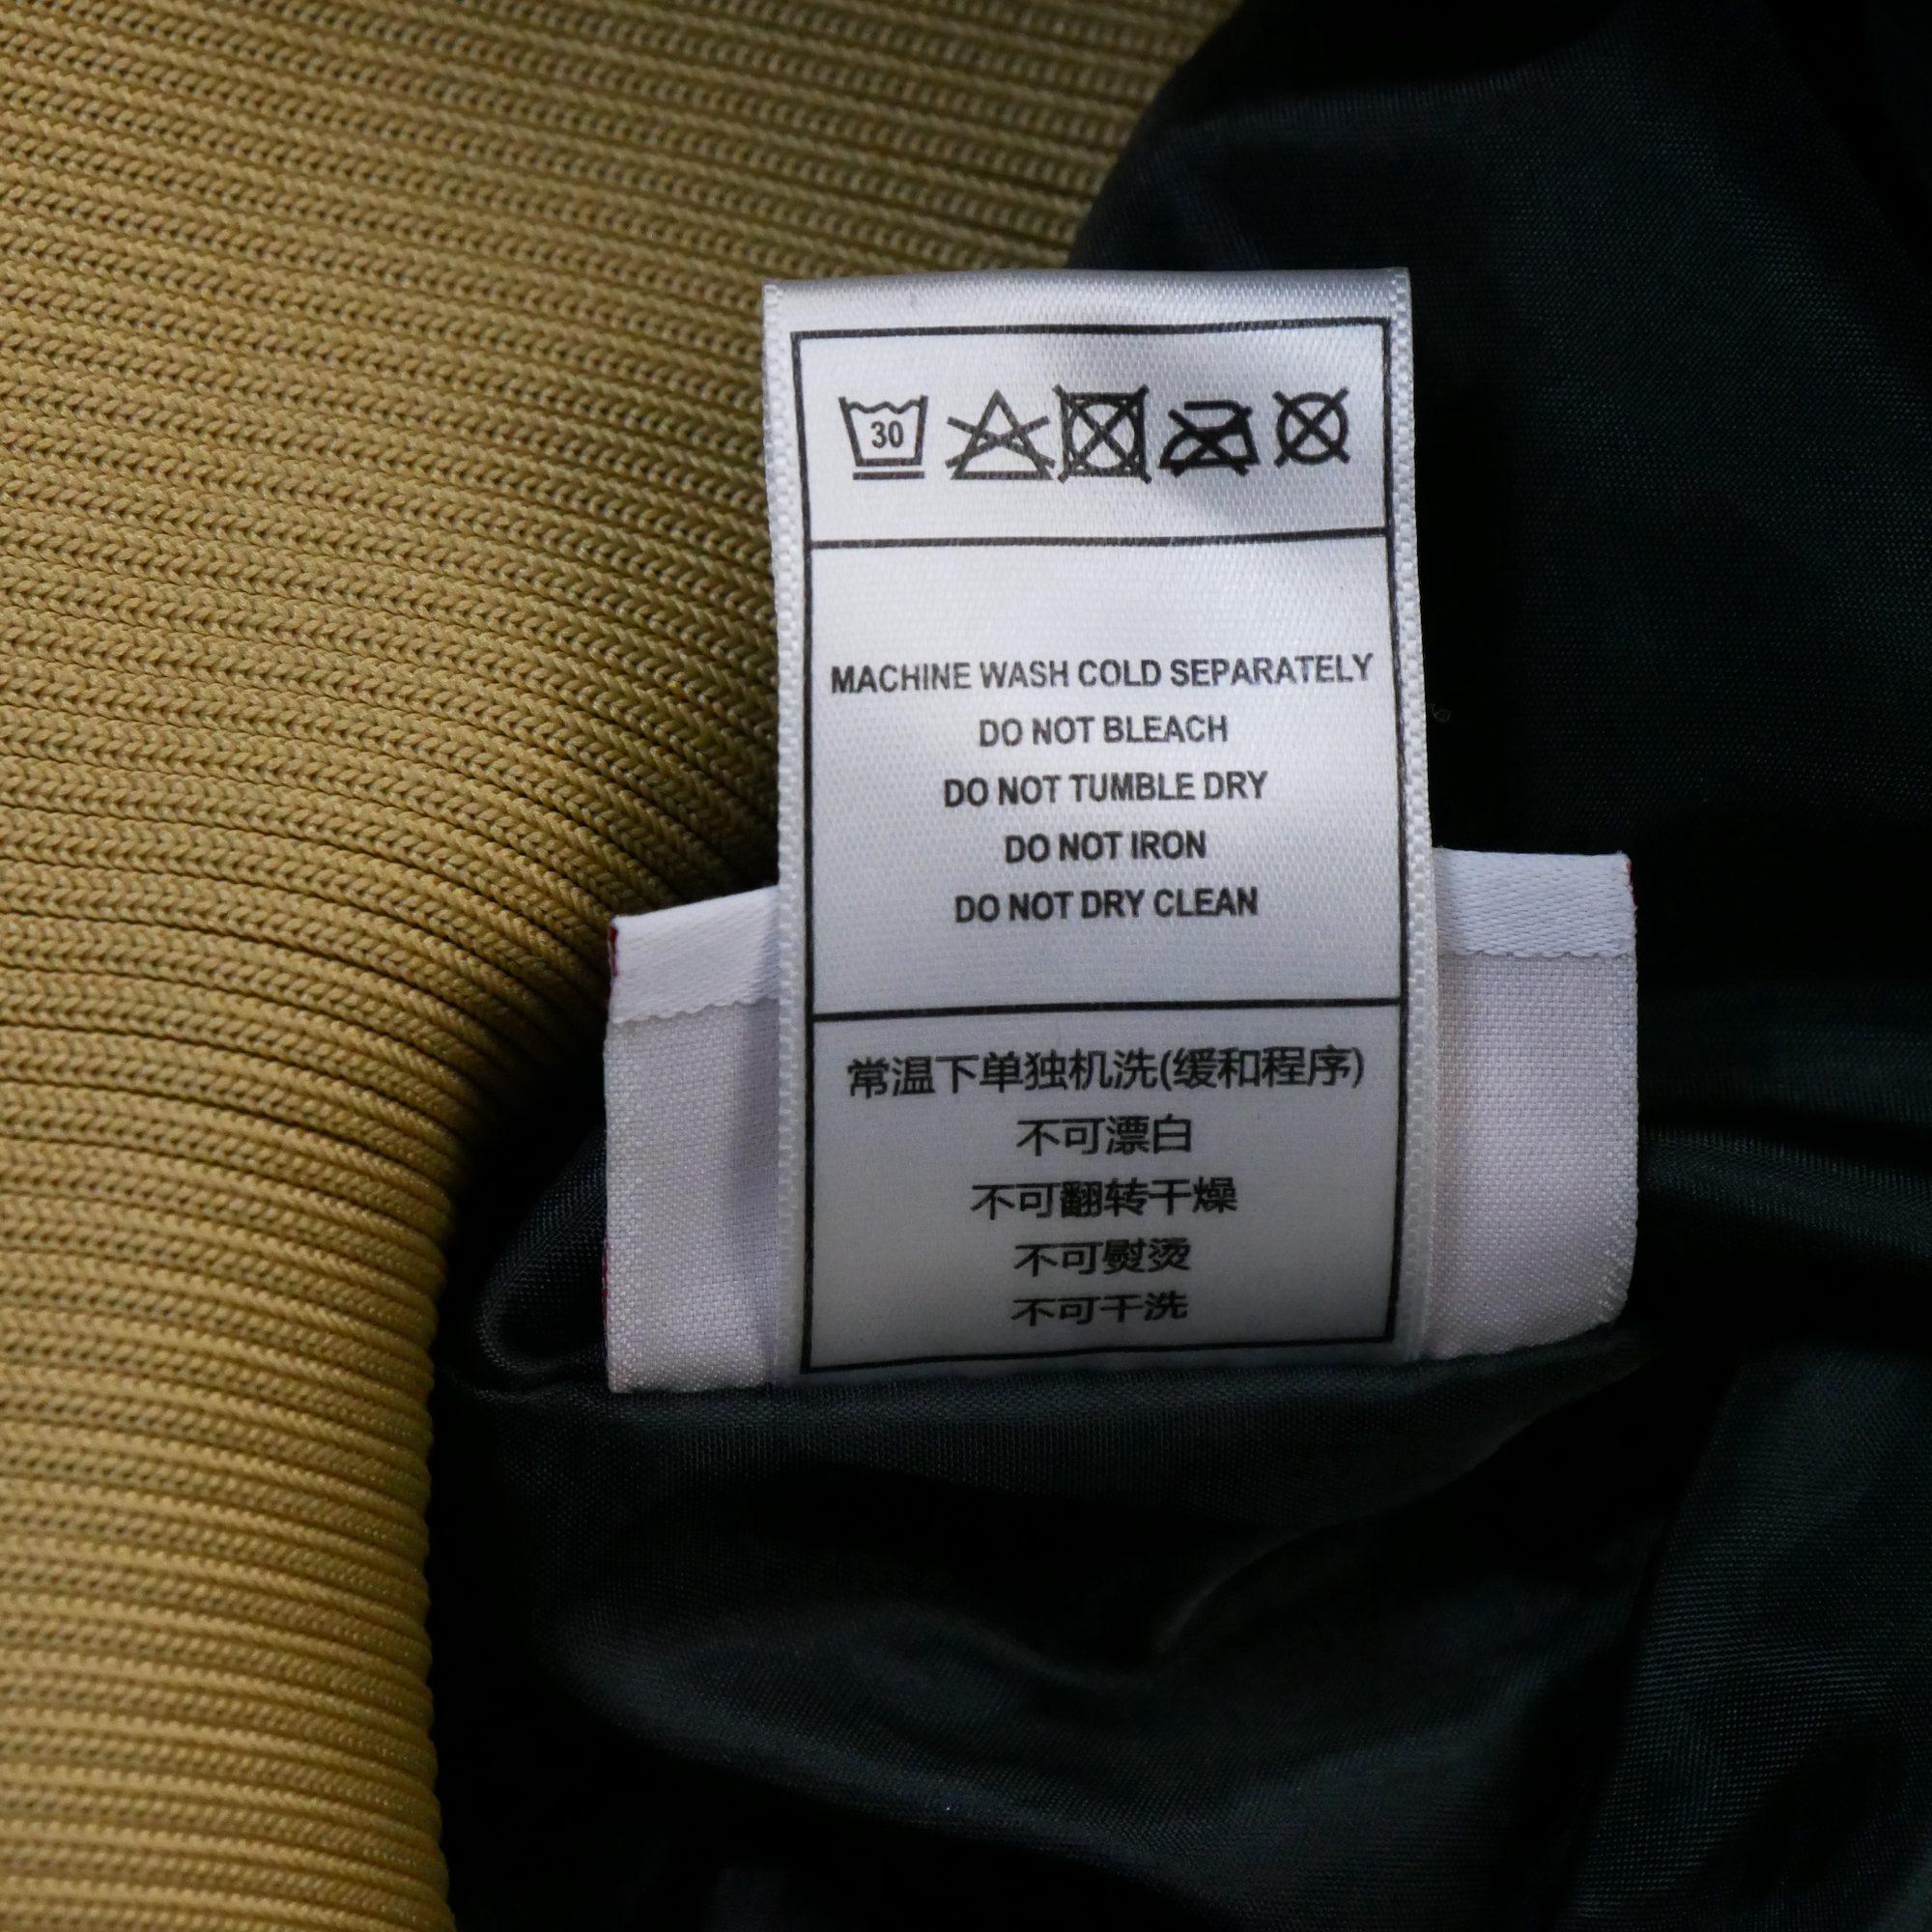 30
MACHINE WASH COLD SEPARATELY
DO NOT BLEACH
DO NOT TUMBLE DRY
DO NOT IRON
DO NOT DRY CLEAN
常温下单独机洗(缓和程序)
不可漂白
不可翻转干燥
不可熨烫
不可干洗